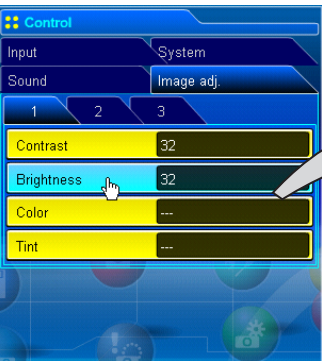 Control
Input System
Sound Image adj.
1 2 3
Contrast 32
Brightness 32
Color ---
Tint ---